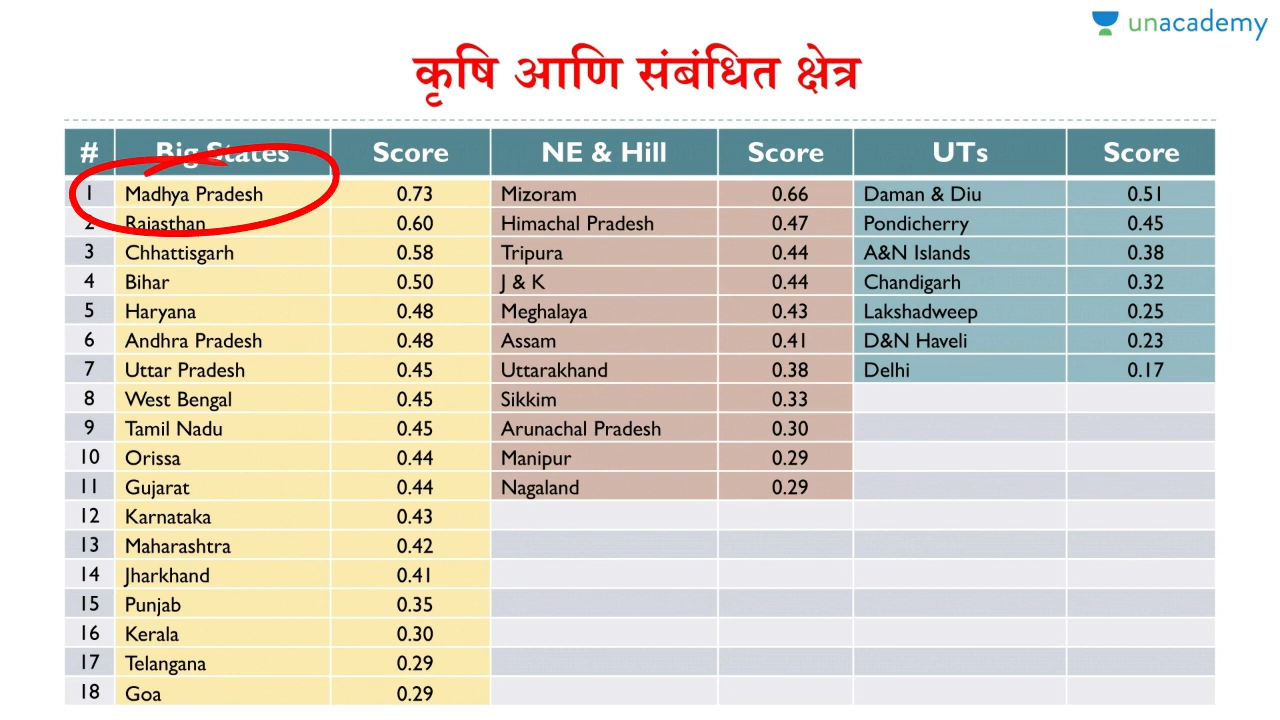 unacademy
कृषि आणि संबंधित क्षेत्र
# Big States Score NE & Hill Score UTs Score
1 Madhya Pradesh 0.73 Mizoram 0.66 Daman & Diu 0.51
2 Rajasthan 0.60 Himachal Pradesh 0.47 Pondicherry 0.45
3 Chhattisgarh 0.58 Tripura 0.44 A&N Islands 0.38
4 Bihar 0.50 J & K 0.44 Chandigarh 0.32
5 Haryana 0.48 Meghalaya 0.43 Lakshadweep 0.25
6 Andhra Pradesh 0.48 Assam 0.41 D&N Haveli 0.23
7 Uttar Pradesh 0.45 Uttarakhand 0.38 Delhi 0.17
8 West Bengal 0.45 Sikkim 0.33
9 Tamil Nadu 0.45 Arunachal Pradesh 0.30
10 Orissa 0.44 Manipur 0.29
11 Gujarat 0.44 Nagaland 0.29
12 Karnataka 0.43
13 Maharashtra 0.42
14 Jharkhand 0.41
15 Punjab 0.35
16 Kerala 0.30
17 Telangana 0.29
18 Goa 0.29